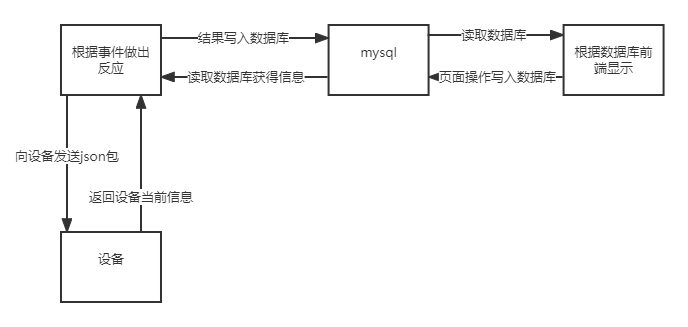 根据事件做出
反应
结果写入数据库
读取数据库获得信息
mysql
读取数据库
页面操作写入数据库
根据数据库前
端显示
向设备发送json包
返回设备当前信息
设备